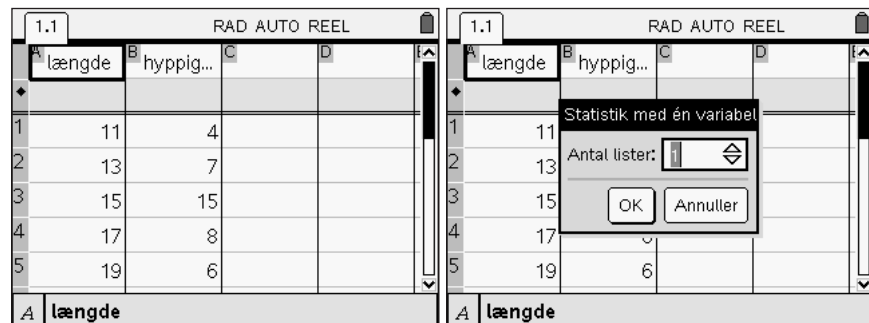 1.1 RAD AUTO REEL
A længde B hyppig... C D E
◆
1 11 4
2 13 7
3 15 15
4 17 8
5 19 6
A længde
1.1 RAD AUTO REEL
A længde B hyppig... C D E
◆
Statistik med én variabel
1 11
Antal lister: 1
2 13
3 15
OK Annuller
4 17
5 19 6
A længde